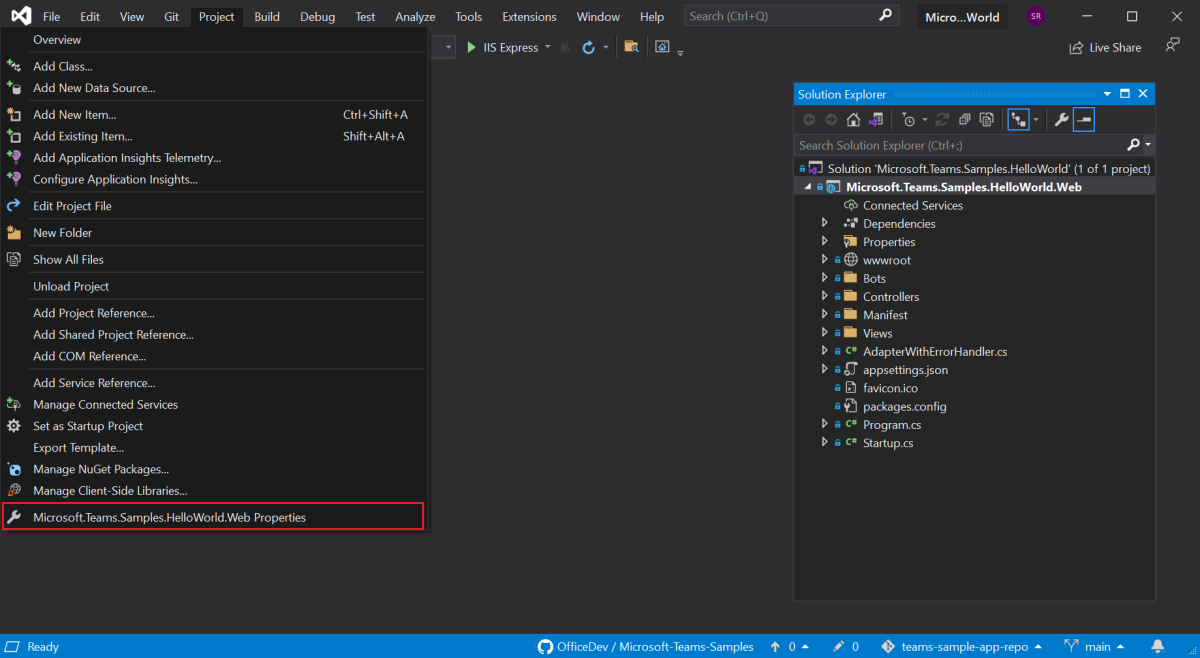 File Edit View Git Project Build Debug Test Analyze Tools Extensions Window Help Search (Ctrl+Q) Micro...World SR
IIS Express Live Share
Overview
Add Class...
Add New Data Source...
Add New Item... Ctrl+Shift+A
Add Existing Item... Shift+Alt+A
Add Application Insights Telemetry...
Configure Application Insights...
Edit Project File
New Folder
Show All Files
Unload Project
Add Project Reference...
Add Shared Project Reference...
Add COM Reference...
Add Service Reference...
Manage Connected Services
Set as Startup Project
Export Template...
Manage NuGet Packages...
Manage Client-Side Libraries...
Microsoft.Teams.Samples.HelloWorld.Web Properties
Solution Explorer
Search Solution Explorer (Ctrl+;)
Solution 'Microsoft.Teams.Samples.HelloWorld' (1 of 1 project)
Microsoft.Teams.Samples.HelloWorld.Web
Connected Services
Dependencies
Properties
wwwroot
Bots
Controllers
Manifest
Views
C# AdapterWithErrorHandler.cs
appsettings.json
favicon.ico
packages.config
C# Program.cs
C# Startup.cs
Ready OfficeDev / Microsoft-Teams-Samples 0 0 teams-sample-app-repo main